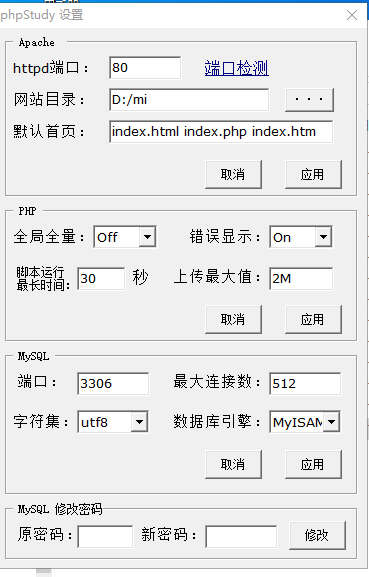 phpStudy 设置
Apache
httpd端口： 80 端口检测
网站目录： D:/mi ...
默认首页： index.html index.php index.htm
取消 应用
PHP
全局全量： Off 错误显示： On
脚本运行
最长时间： 30 秒 上传最大值： 2M
取消 应用
MySQL
端口： 3306 最大连接数： 512
字符集： utf8 数据库引擎： MyISAM
取消 应用
MySQL 修改密码
原密码： 新密码： 修改